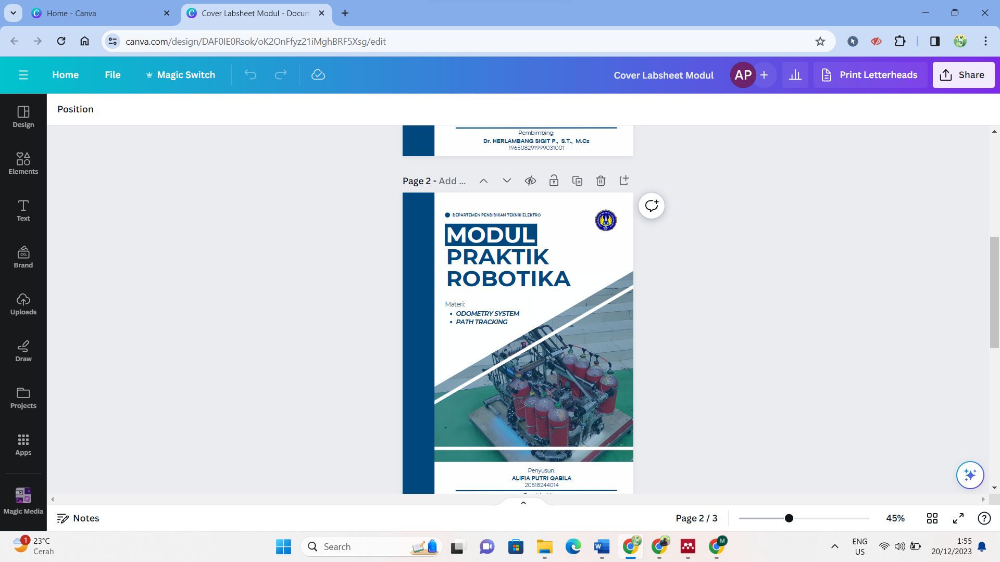 Home - Canva
Cover Labsheet Modul - Docum
canva.com/design/DAF0IE0Rsok/oK2OnFfyz21iMghBRF5Xsg/edit
Home
File
Magic Switch
Cover Labsheet Modul
AP
Print Letterheads
Share
Position
Design
Elements
Text
CO.
Brand
Uploads
Draw
Projects
Apps
Magic Media
Pembimbing:
Dr. HERLAMBANG SIGIT P., S.T., M.Cs
196508291999031001
Page 2 - Add ...
DEPARTEMEN PENDIDIKAN TEKNIK ELEKTRO
MODUL
PRAKTIK
ROBOTIKA
Materi:
• ODOMETRY SYSTEM
• PATH TRACKING
Penyusun:
ALIFIA PUTRI QABILA
20518244014
Notes
Page 2 / 3
45%
1
23°C
Cerah
Search
M
ENG
US
1:55
20/12/2023